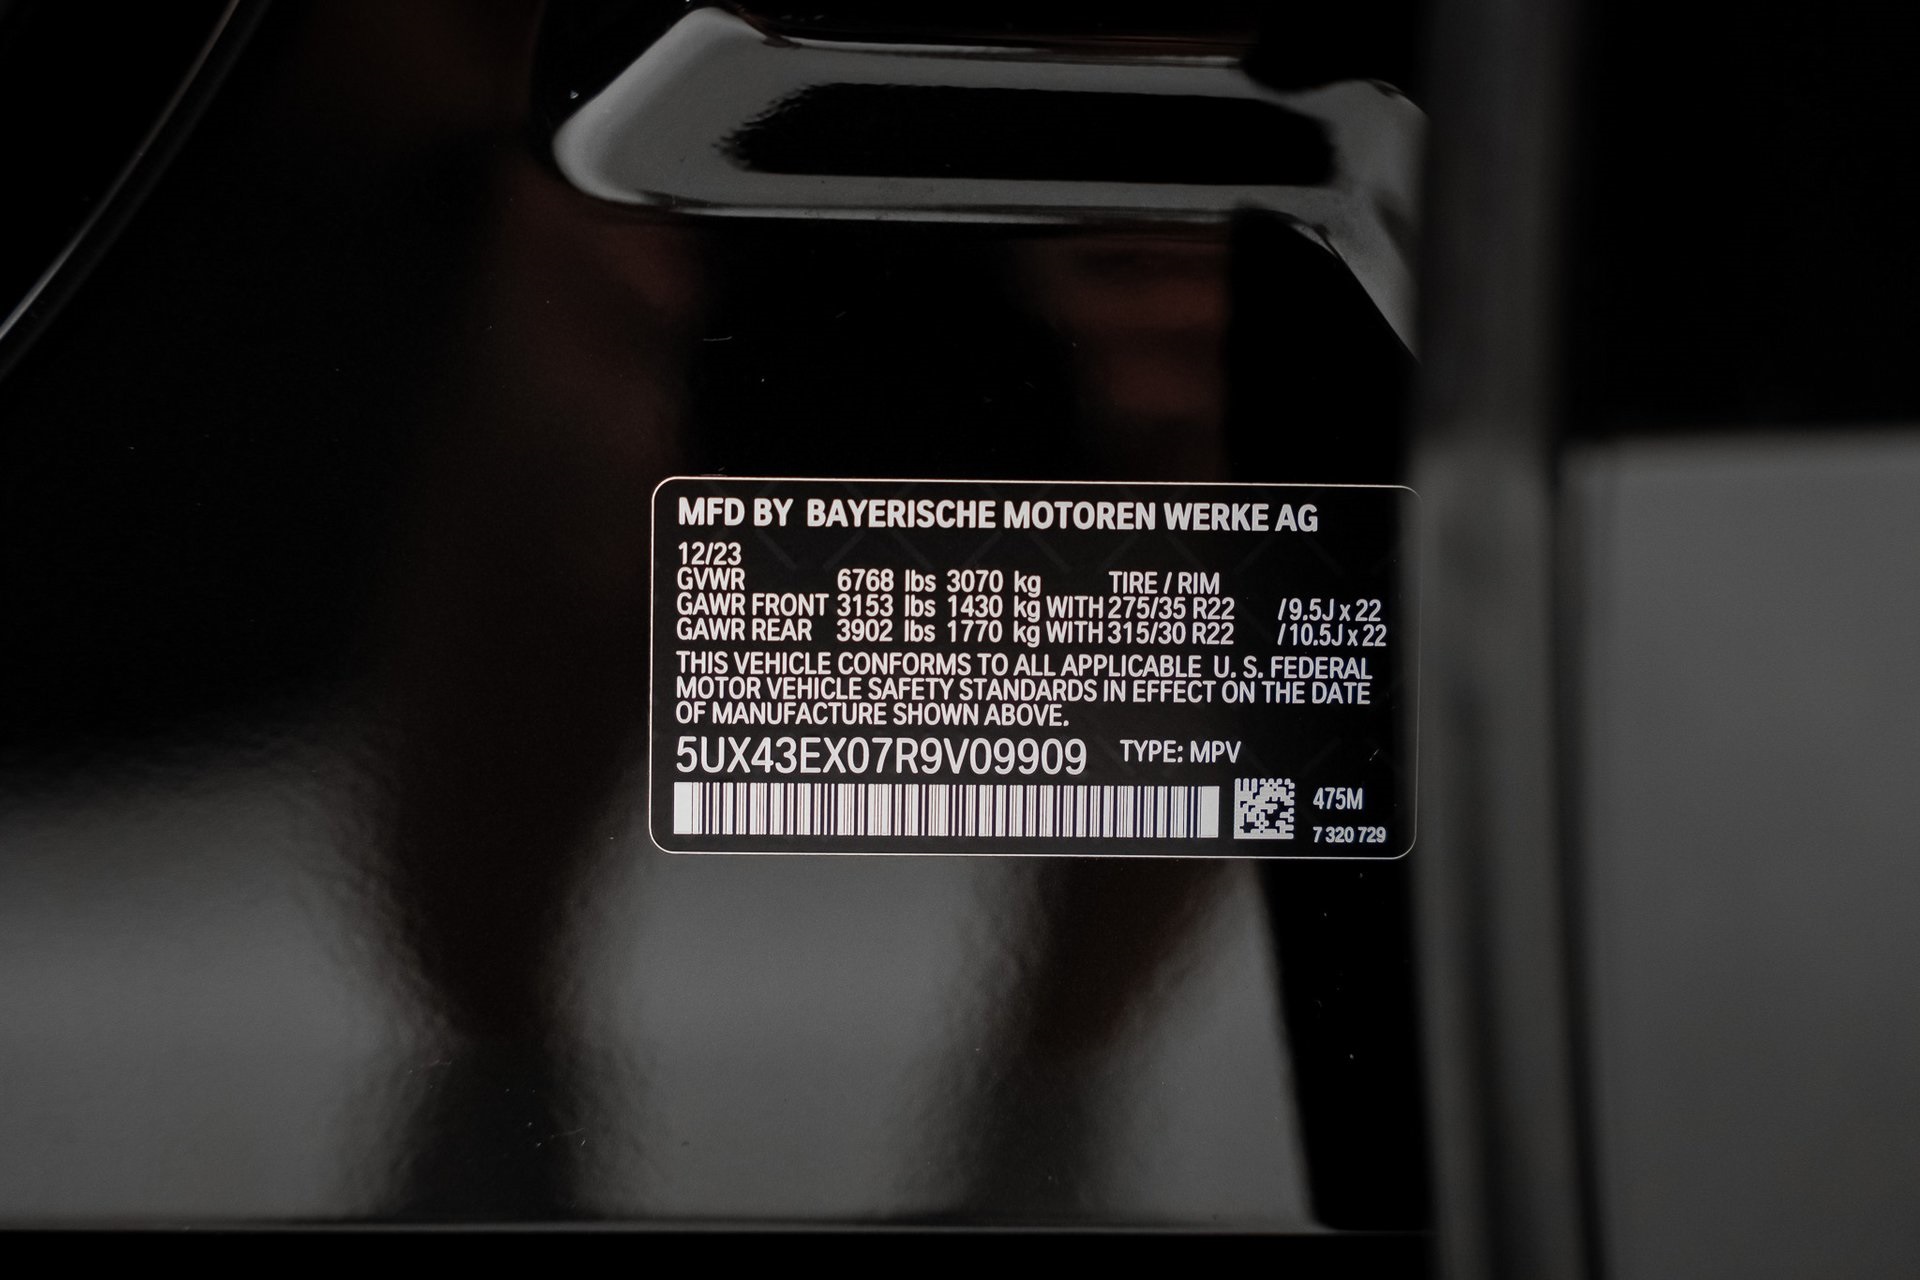 MFD BY BAYERISCHE MOTOREN WERKE AG
12/23
GVWR 6768 lbs 3070 kg TIRE / RIM
GAWR FRONT 3153 lbs 1430 kg WITH 275/35 R22 / 9.5J x 22
GAWR REAR 3902 lbs 1770 kg WITH 315/30 R22 / 10.5J x 22
THIS VEHICLE CONFORMS TO ALL APPLICABLE U. S. FEDERAL
MOTOR VEHICLE SAFETY STANDARDS IN EFFECT ON THE DATE
OF MANUFACTURE SHOWN ABOVE.
5UX43EX07R9V09909 TYPE: MPV
475M
7 320 729